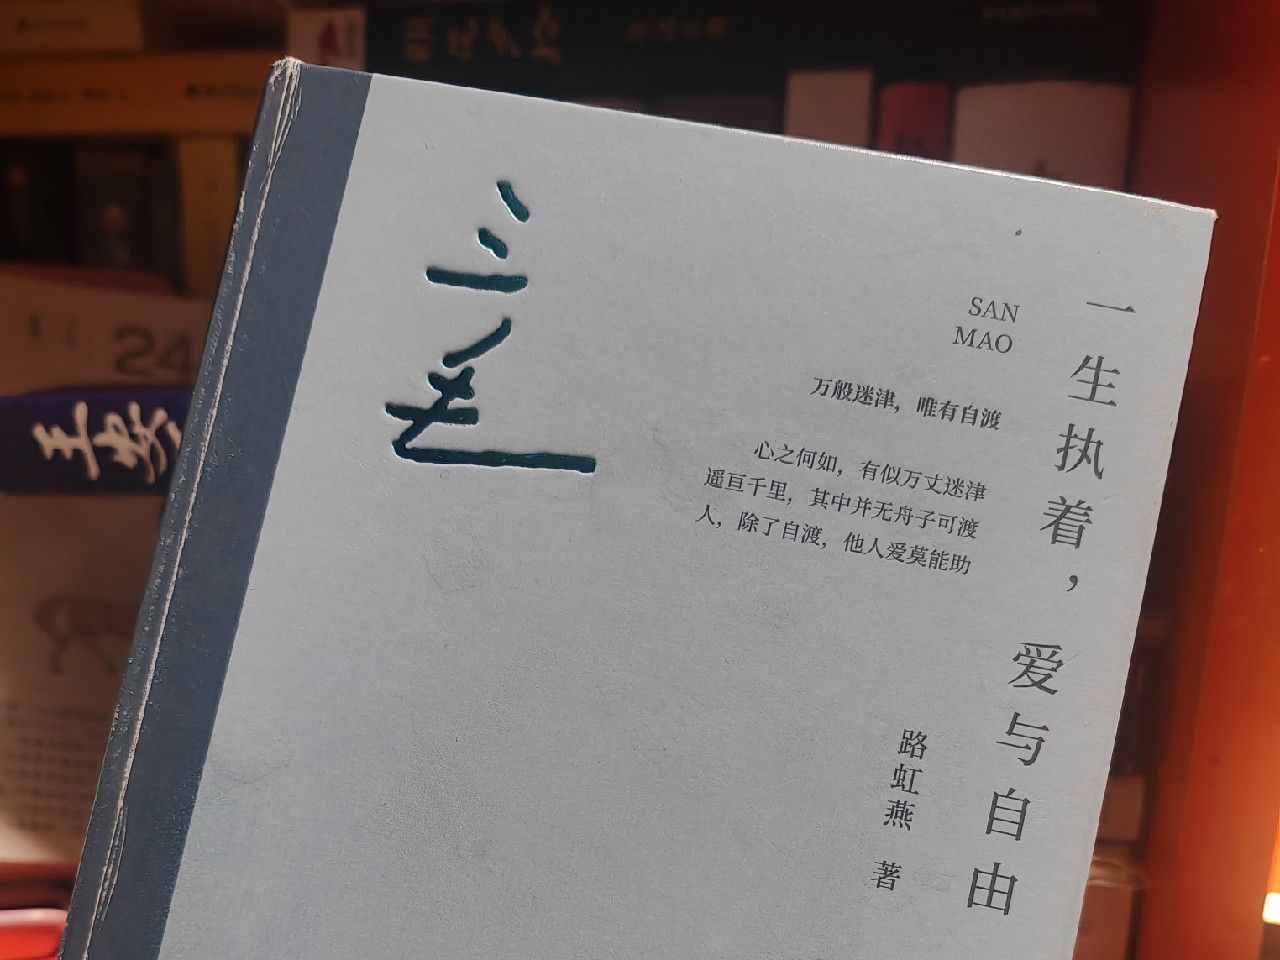 三毛
SAN
MAO
一生执着，爱与自由
万般迷津，唯有自渡
心之何如，有似万丈迷津
遥亘千里，其中并无舟子可渡
人，除了自渡，他人爱莫能助
路虹燕 著
24